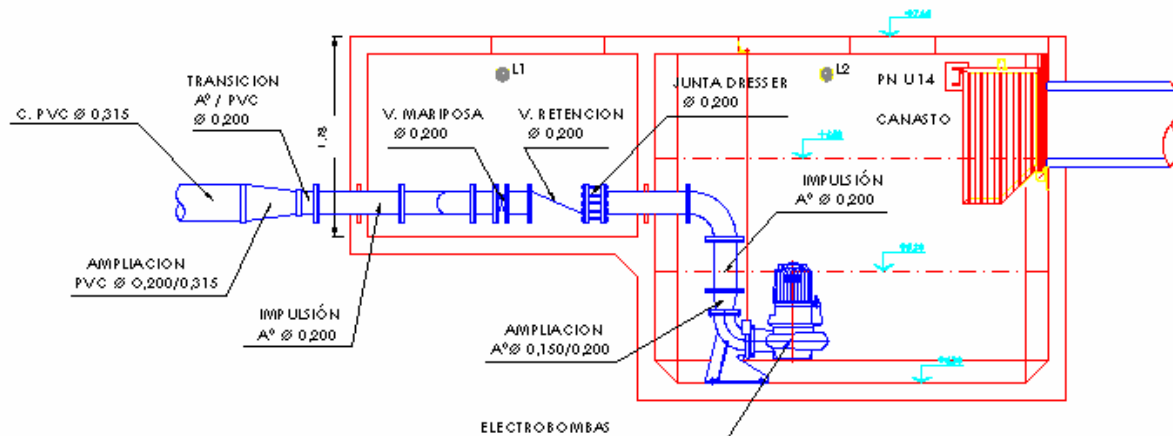 TRANSICION
Aº / PVC
Ø 0,200
C. PVC Ø 0,315
L1
V. MARIPOSA
Ø 0,200
V. RETENCION
Ø 0,200
JUNTA DRESSER
Ø 0,200
L2
PN U14
CANASTO
IMPULSIÓN
Aº Ø 0,200
AMPLIACION
PVC Ø 0,200/0,315
IMPULSIÓN
Aº Ø 0,200
AMPLIACION
Aº Ø 0,150/0,200
ELECTROBOMBAS